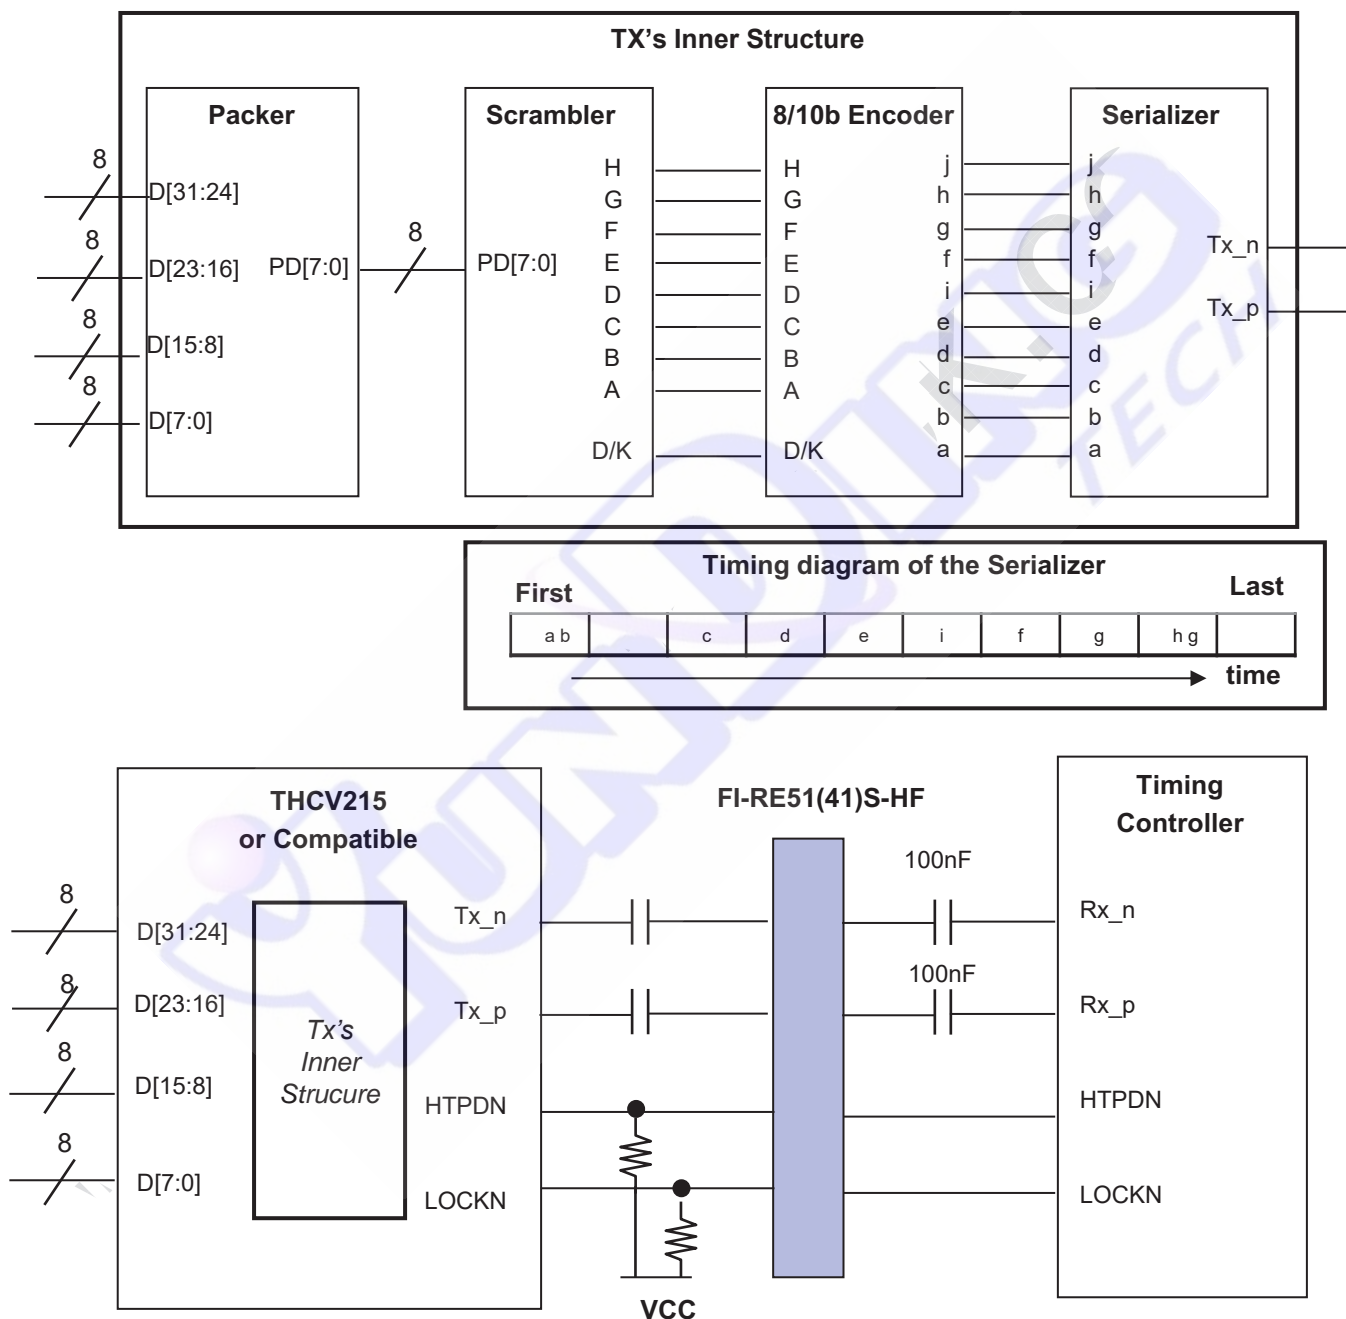 TX's Inner Structure
Packer
Scrambler
8/10b Encoder
Serializer
8
D[31:24]
8
D[23:16]
8
D[15:8]
8
D[7:0]
PD[7:0]
8
PD[7:0]
H
G
F
E
D
C
B
A
D/K
H
G
F
E
D
C
B
A
D/K
j
h
g
f
i
e
d
c
b
a
j
h
g
f
i
e
d
c
b
a
Tx_n
Tx_p
Timing diagram of the Serializer
First
Last
a b c d e i f g h g
time
THCV215
or Compatible
FI-RE51(41)S-HF
Timing
Controller
8
D[31:24]
8
D[23:16]
8
D[15:8]
8
D[7:0]
Tx's
Inner
Strucure
Tx_n
Tx_p
HTPDN
LOCKN
VCC
100nF
100nF
Rx_n
Rx_p
HTPDN
LOCKN
YUNDING
TECH